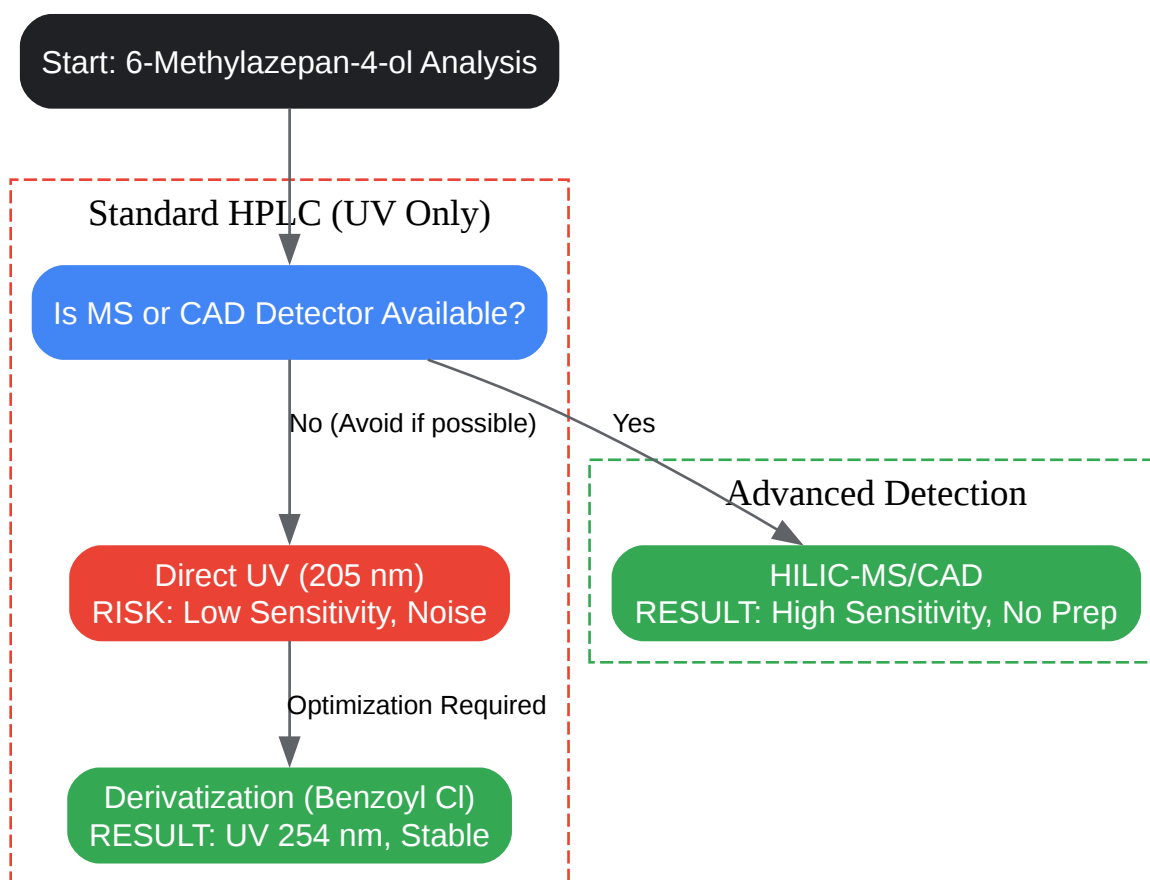 Start: 6-Methylazepan-4-ol Analysis
Standard HPLC (UV Only)
Is MS or CAD Detector Available?
No (Avoid if possible)
Yes
Advanced Detection
Direct UV (205 nm)
RISK: Low Sensitivity, Noise
HILIC-MS/CAD
RESULT: High Sensitivity, No Prep
Optimization Required
Derivatization (Benzoyl Cl)
RESULT: UV 254 nm, Stable